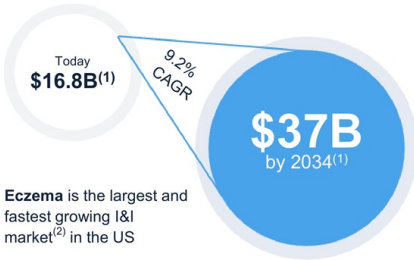 Today
$16.8B(1)
9.2%
CAGR
$37B
by 2034(1)
Eczema is the largest and
fastest growing I&I
market(2) in the US